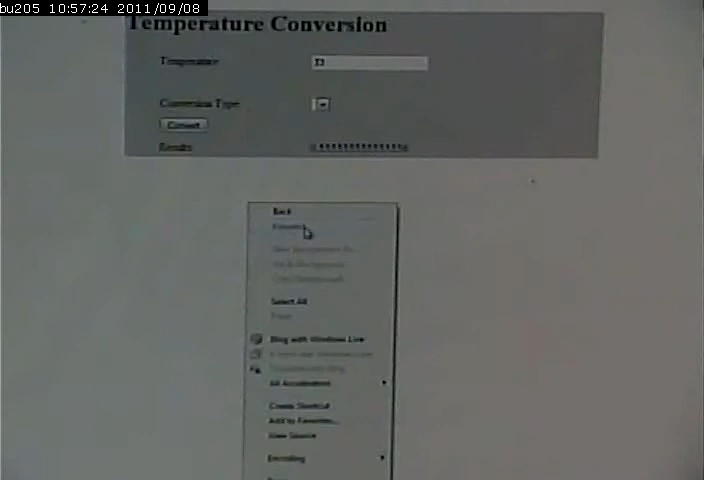 bu205 10:57:24 2011/09/08
Temperature Conversion
Temperature
Conversion Type
Convert
Results
Back
Forward
Select All
Blog with Windows Live
All Accelerators
Create Shortcut
Add to Favorites...
View Source
Encoding